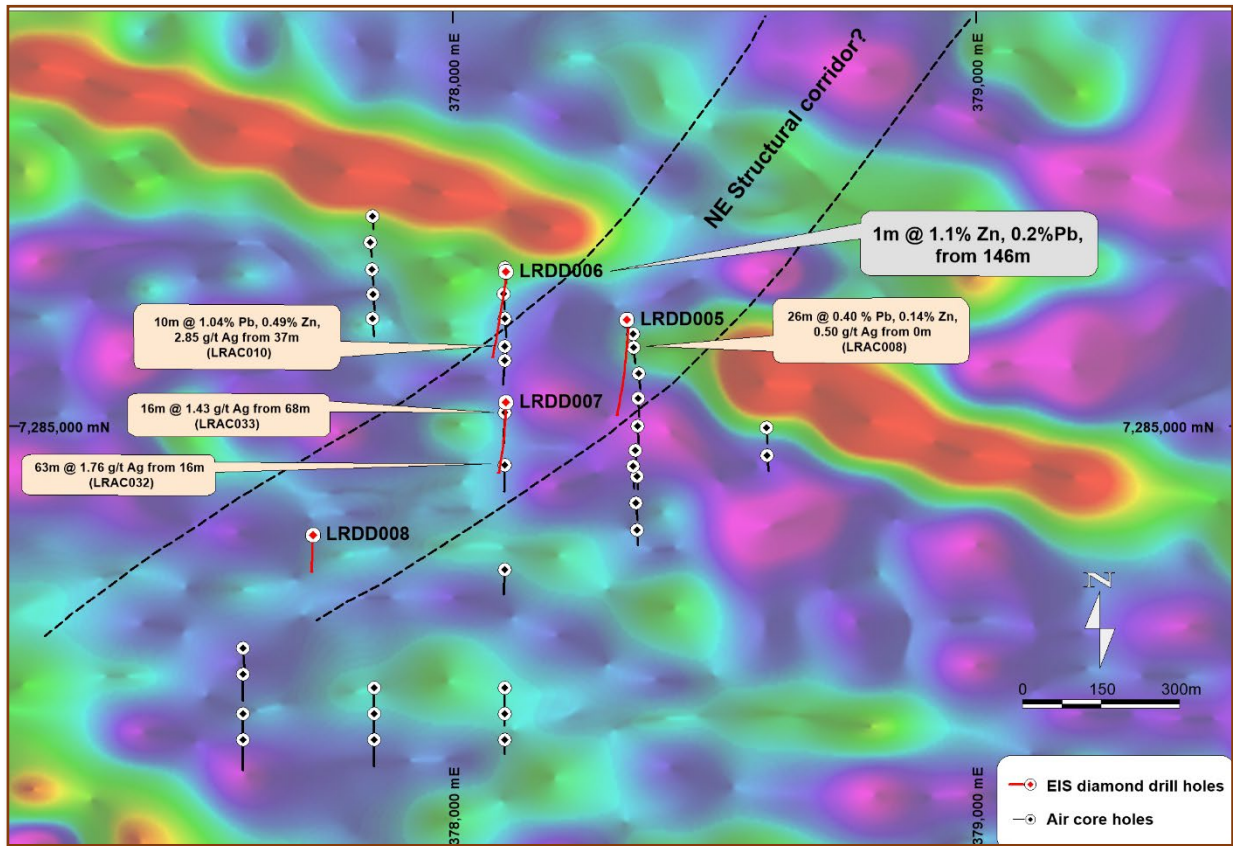 378,000 mE
379,000 mE
NE Structural corridor?
1m @ 1.1% Zn, 0.2%Pb,
from 146m
LRDD006
10m @ 1.04% Pb, 0.49% Zn,
2.85 g/t Ag from 37m
(LRAC010)
LRDD005
26m @ 0.40 % Pb, 0.14% Zn,
0.50 g/t Ag from 0m
(LRAC008)
LRDD007
16m @ 1.43 g/t Ag from 68m
(LRAC033)
7,285,000 mN
7,285,000 mN
63m @ 1.76 g/t Ag from 16m
(LRAC032)
LRDD008
N
0 150 300m
378,000 mE
379,000 mE
EIS diamond drill holes
Air core holes